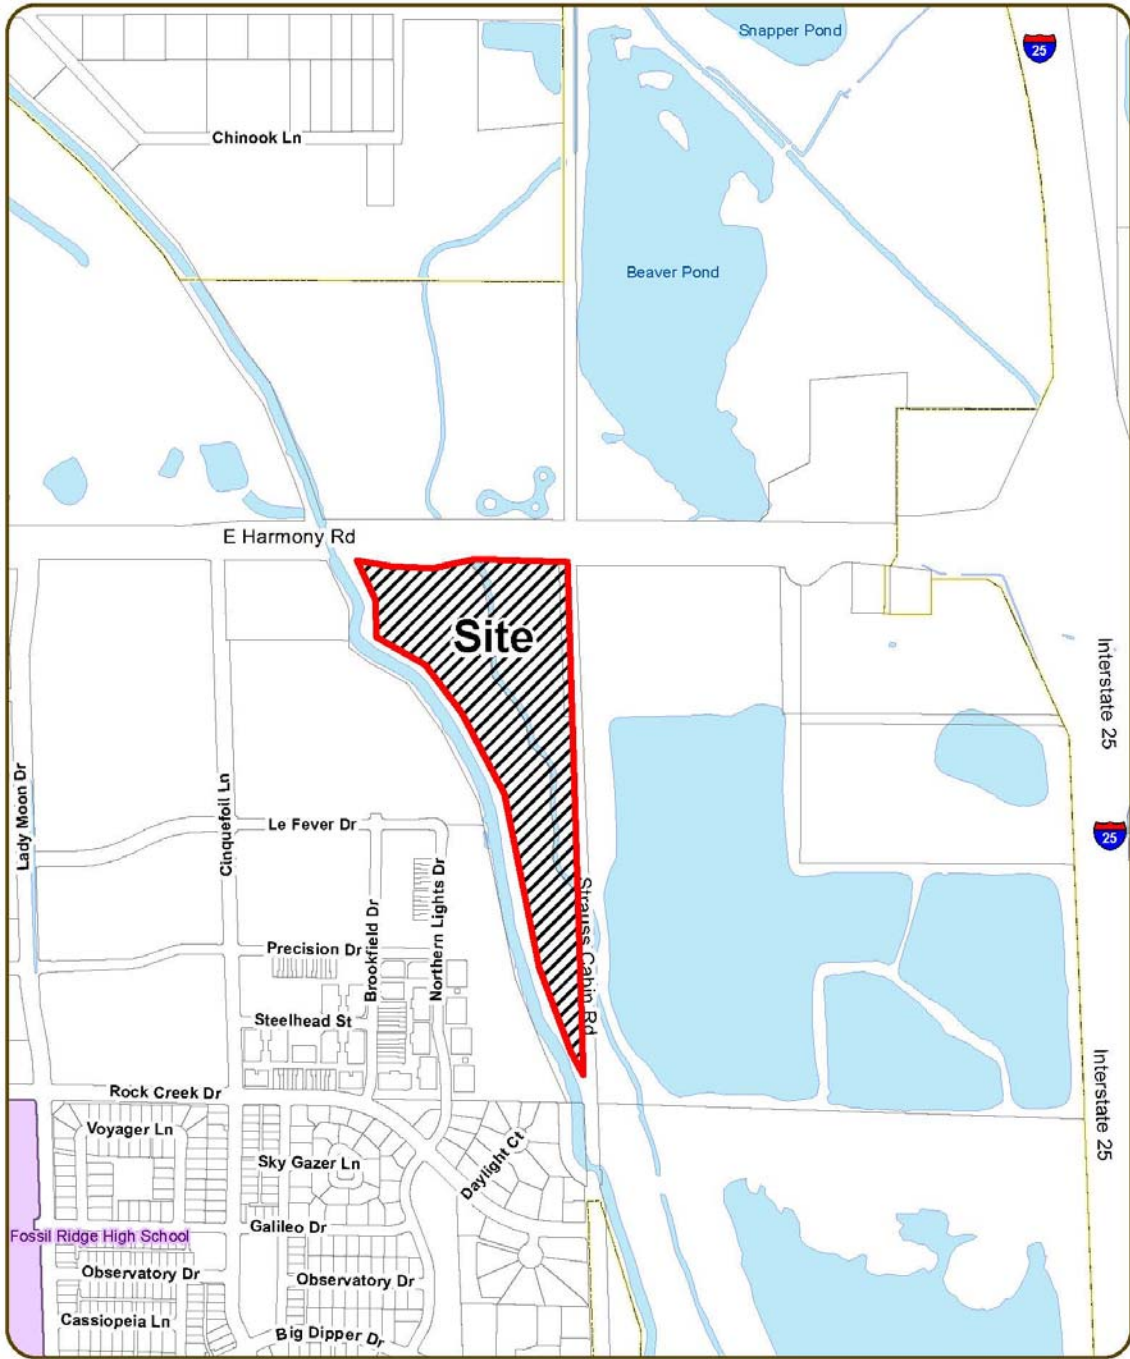 Snapper Pond
25
Chinook Ln
Beaver Pond
E Harmony Rd
Site
Interstate 25
Lady Moon Dr
Cinquefoil Ln
Le Fever Dr
25
Brookfield Dr
Northern Lights Dr
Strauss Cabin Rd
Precision Dr
Steelhead St
Interstate 25
Rock Creek Dr
Voyager Ln
Sky Gazer Ln
Daylight Ct
Galileo Dr
Fossil Ridge High School
Observatory Dr
Observatory Dr
Cassiopeia Ln
Big Dipper Dr